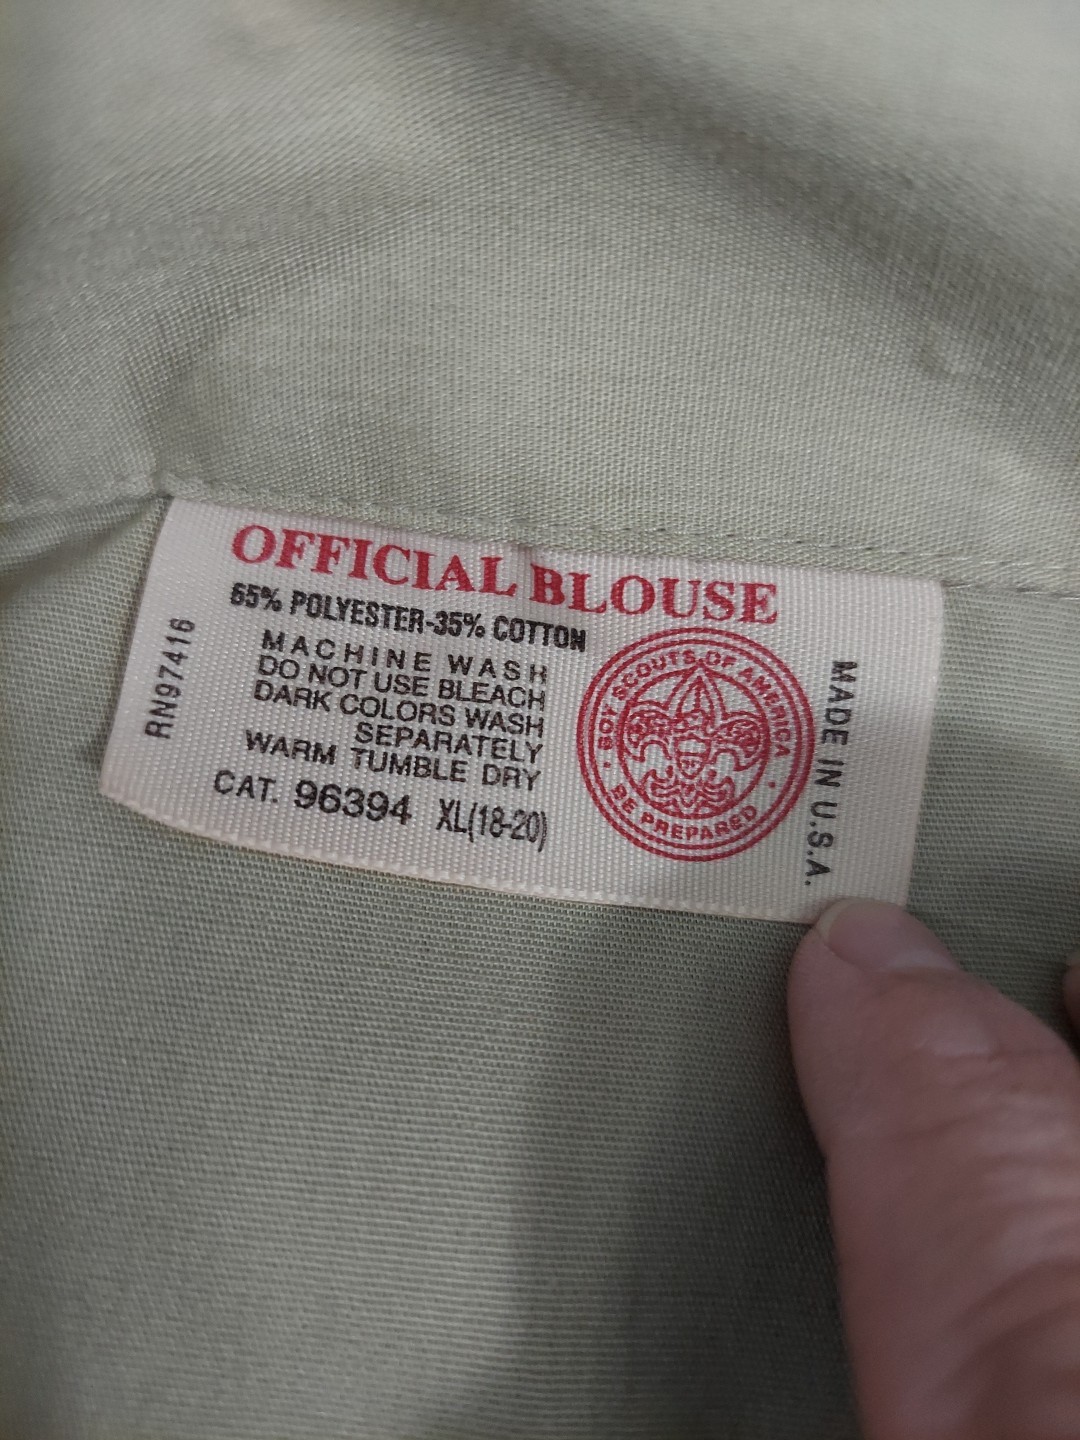 OFFICIAL BLOUSE
65% POLYESTER-35% COTTON
MACHINE WASH
DO NOT USE BLEACH
DARK COLORS WASH
SEPARATELY
WARM TUMBLE DRY
CAT. 96394 XL(18-20)
RN97416
BOY SCOUTS OF AMERICA
BE PREPARED
MADE IN U.S.A.